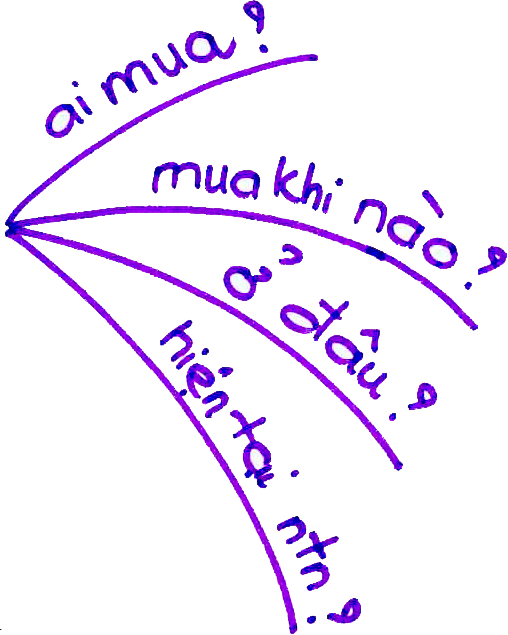 ai mua?
mua khi nào?
ở đâu?
hiện tại ntn?